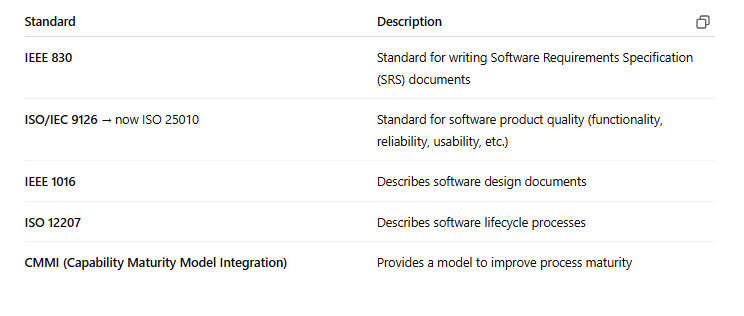 Standard Description
IEEE 830 Standard for writing Software Requirements Specification
(SRS) documents
ISO/IEC 9126 → now ISO 25010 Standard for software product quality (functionality,
reliability, usability, etc.)
IEEE 1016 Describes software design documents
ISO 12207 Describes software lifecycle processes
CMMI (Capability Maturity Model Integration) Provides a model to improve process maturity